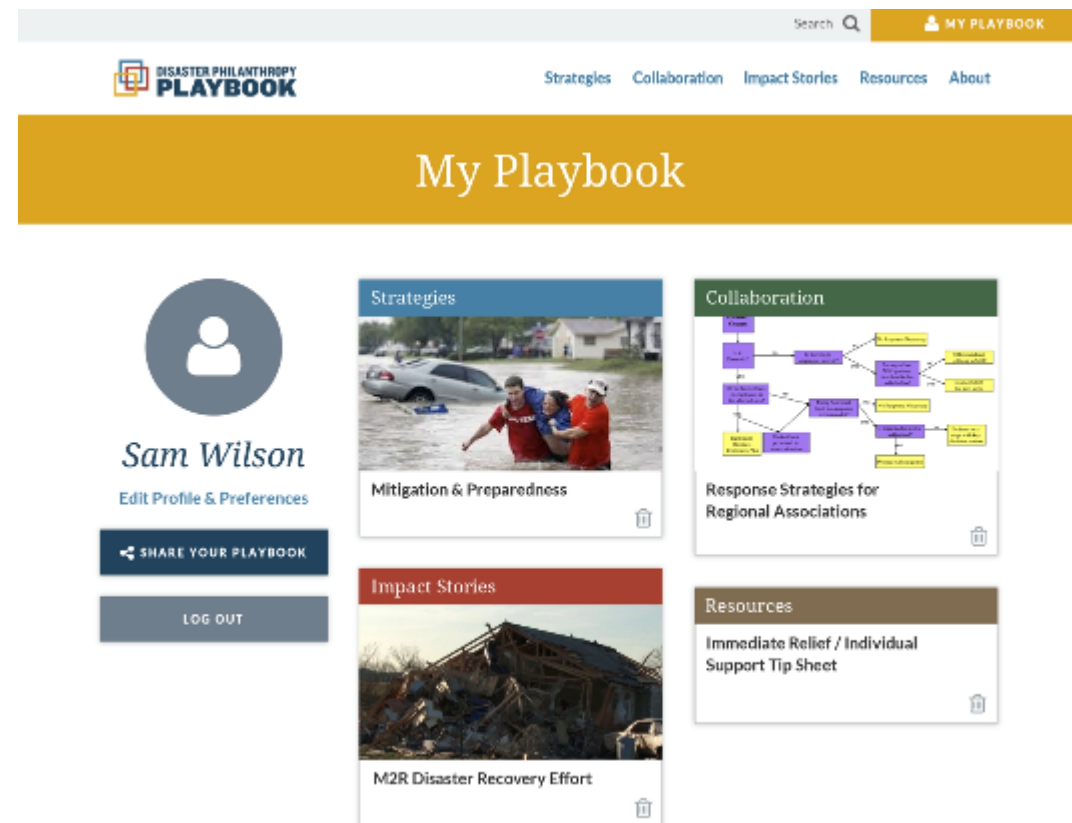 Search
MY PLAYBOOK
DISASTER PHILANTHROPY
PLAYBOOK
Strategies Collaboration Impact Stories Resources About
My Playbook
Sam Wilson
Edit Profile & Preferences
SHARE YOUR PLAYBOOK
LOG OUT
Strategies
Mitigation & Preparedness
Impact Stories
M2R Disaster Recovery Effort
Collaboration
Response Strategies for
Regional Associations
Resources
Immediate Relief / Individual
Support Tip Sheet